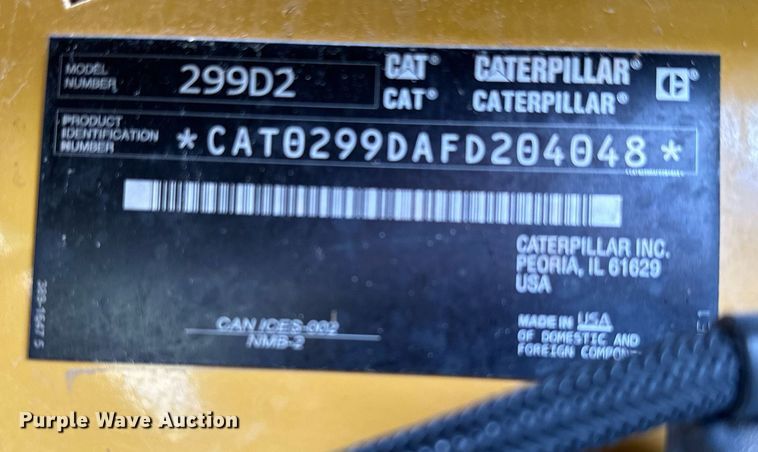 MODEL NUMBER 299D2
CAT® CATERPILLAR®
CAT® CATERPILLAR®
PRODUCT IDENTIFICATION NUMBER *CAT0299DAFD204048*
CATERPILLAR INC.
PEORIA, IL 61629
USA
CAN ICES-002
NMB-2
MADE IN USA
OF DOMESTIC AND
FOREIGN
Purple Wave Auction